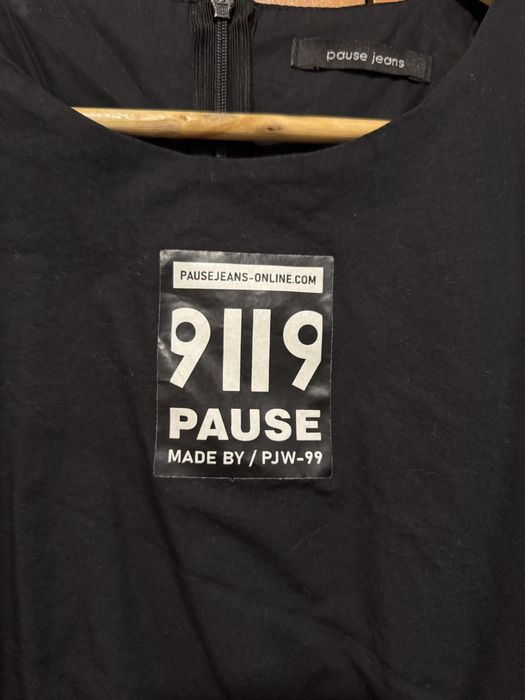 pause jeans
PAUSEJEANS-ONLINE.COM
9119
PAUSE
MADE BY / PJW-99